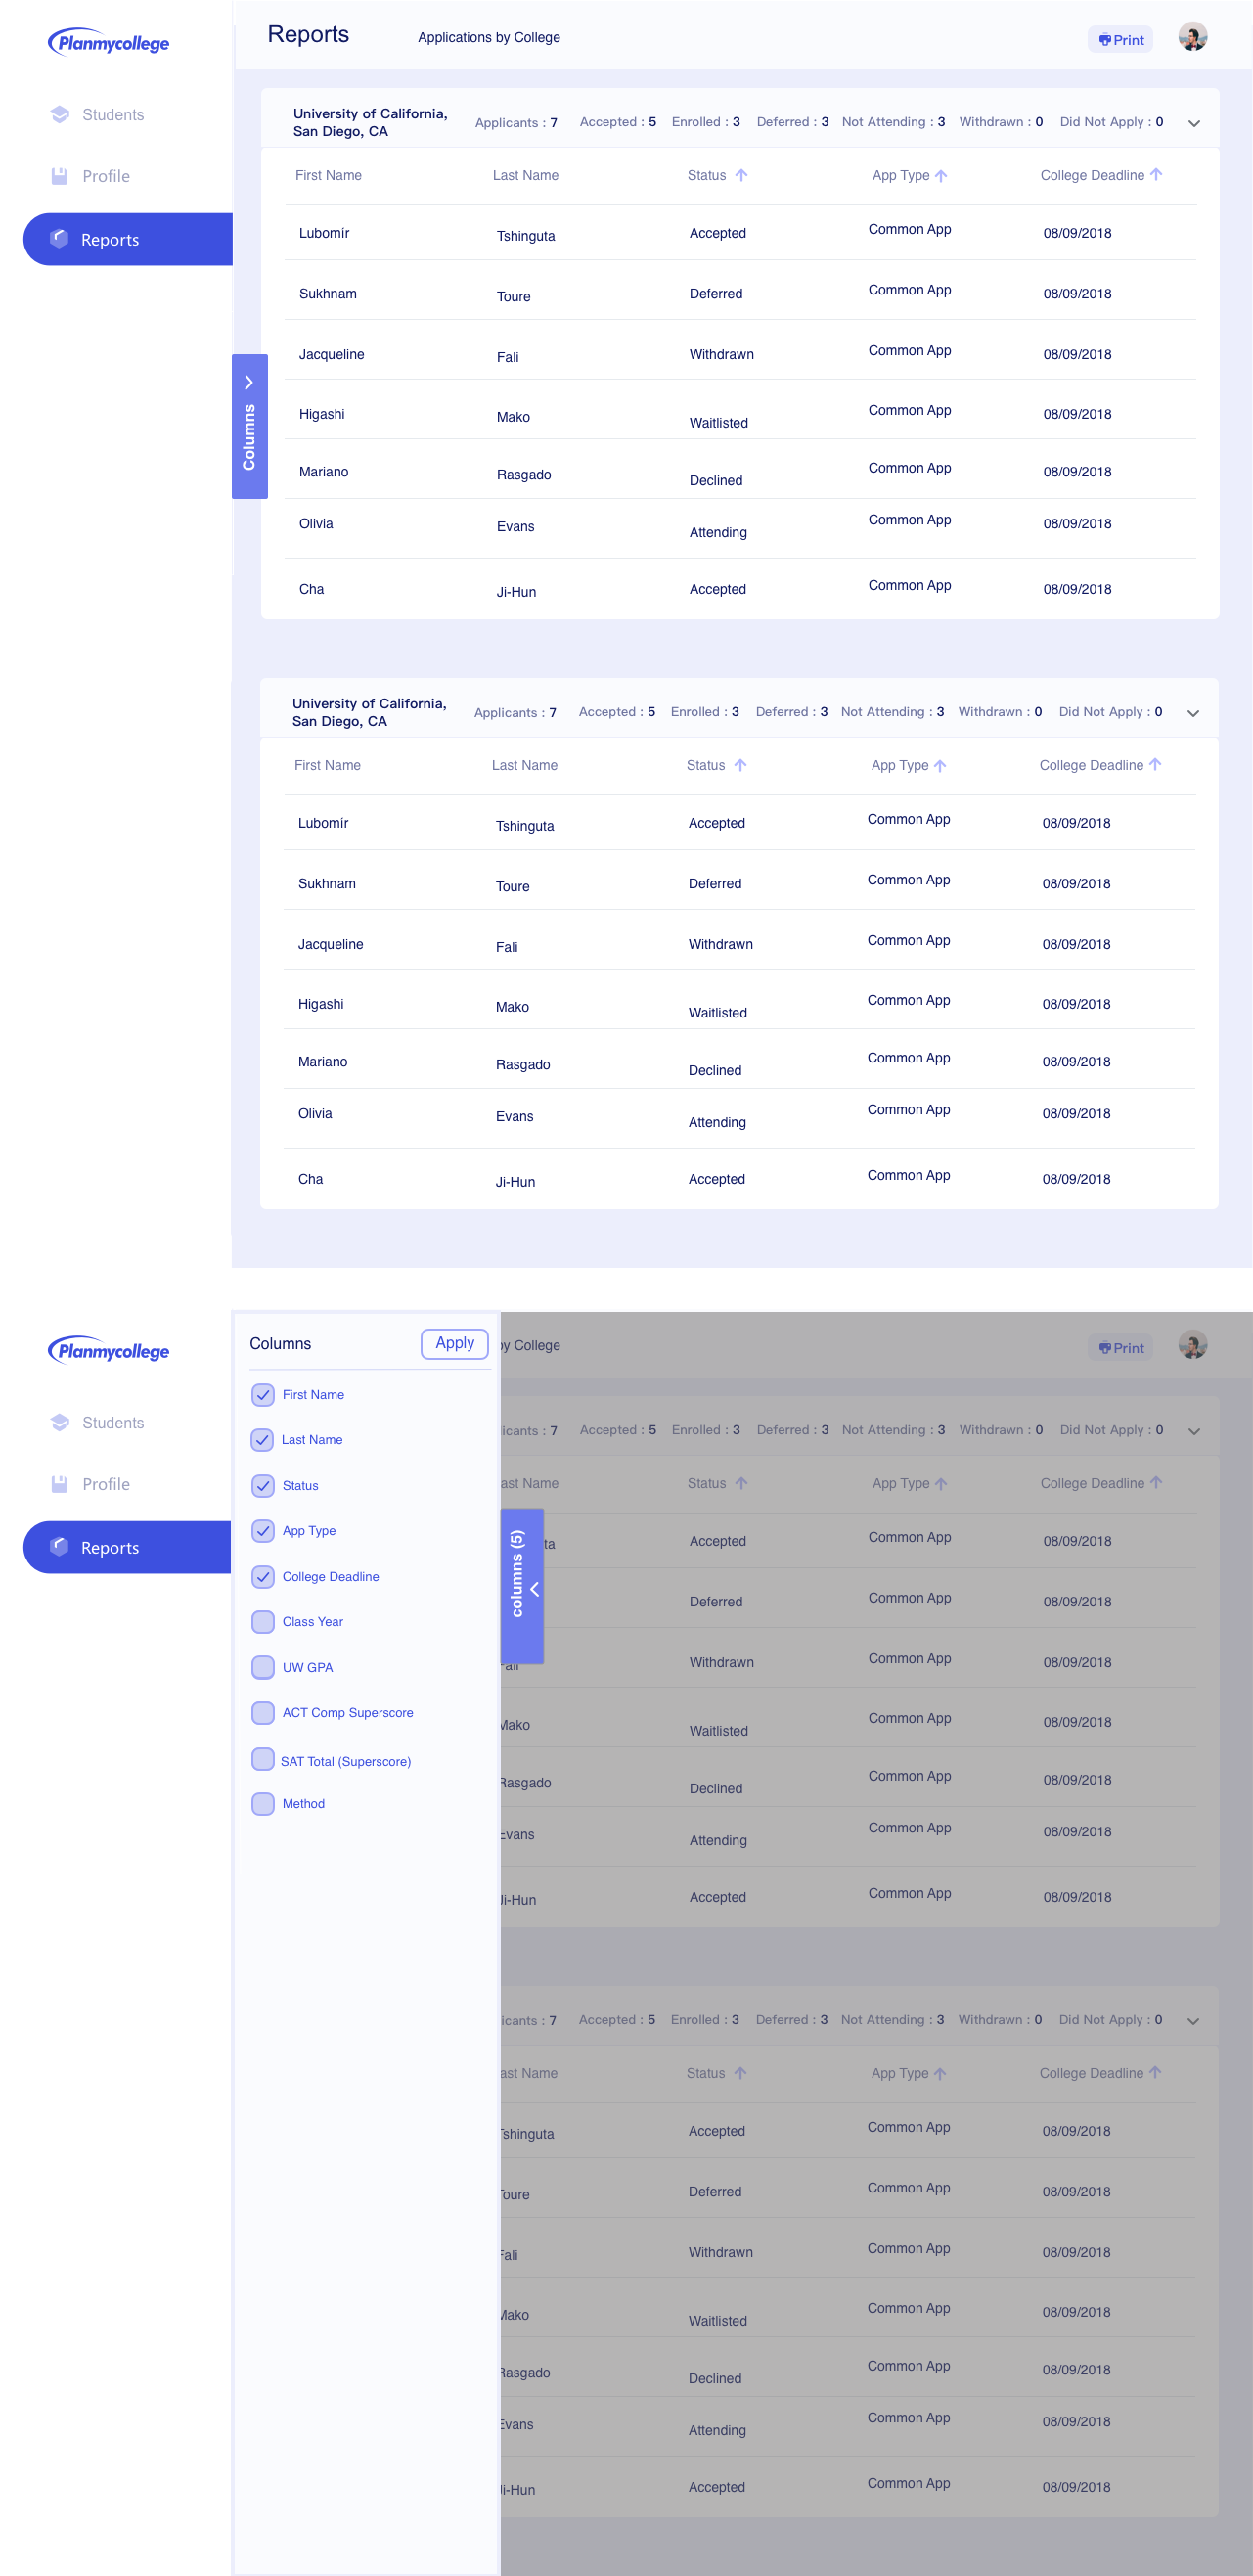 Planmycollege
Students
Profile
Reports
Reports
Applications by College
Print
Columns
University of California,
San Diego, CA
Applicants : 7
Accepted : 5
Enrolled : 3
Deferred : 3
Not Attending : 3
Withdrawn : 0
Did Not Apply : 0
First Name
Last Name
Status
App Type
College Deadline
Lubomir
Tshinguta
Accepted
Common App
08/09/2018
Sukhnam
Toure
Deferred
Common App
08/09/2018
Jacqueline
Fali
Withdrawn
Common App
08/09/2018
Higashi
Mako
Waitlisted
Common App
08/09/2018
Mariano
Rasgado
Declined
Common App
08/09/2018
Olivia
Evans
Attending
Common App
08/09/2018
Cha
Ji-Hun
Accepted
Common App
08/09/2018
University of California,
San Diego, CA
Applicants : 7
Accepted : 5
Enrolled : 3
Deferred : 3
Not Attending : 3
Withdrawn : 0
Did Not Apply : 0
First Name
Last Name
Status
App Type
College Deadline
Lubomir
Tshinguta
Accepted
Common App
08/09/2018
Sukhnam
Toure
Deferred
Common App
08/09/2018
Jacqueline
Fali
Withdrawn
Common App
08/09/2018
Higashi
Mako
Waitlisted
Common App
08/09/2018
Mariano
Rasgado
Declined
Common App
08/09/2018
Olivia
Evans
Attending
Common App
08/09/2018
Cha
Ji-Hun
Accepted
Common App
08/09/2018
Planmycollege
Students
Profile
Reports
Columns
Apply
First Name
Last Name
Status
App Type
College Deadline
Class Year
UW GPA
ACT Comp Superscore
SAT Total (Superscore)
Method
columns (5)
by College
Print
icants : 7
Accepted : 5
Enrolled : 3
Deferred : 3
Not Attending : 3
Withdrawn : 0
Did Not Apply : 0
ast Name
Status
App Type
College Deadline
ta
Accepted
Common App
08/09/2018
Deferred
Common App
08/09/2018
Fali
Withdrawn
Common App
08/09/2018
Mako
Waitlisted
Common App
08/09/2018
Rasgado
Declined
Common App
08/09/2018
Evans
Attending
Common App
08/09/2018
Ji-Hun
Accepted
Common App
08/09/2018
icants : 7
Accepted : 5
Enrolled : 3
Deferred : 3
Not Attending : 3
Withdrawn : 0
Did Not Apply : 0
ast Name
Status
App Type
College Deadline
Tshinguta
Accepted
Common App
08/09/2018
Toure
Deferred
Common App
08/09/2018
Fali
Withdrawn
Common App
08/09/2018
Mako
Waitlisted
Common App
08/09/2018
Rasgado
Declined
Common App
08/09/2018
Evans
Attending
Common App
08/09/2018
Ji-Hun
Accepted
Common App
08/09/2018